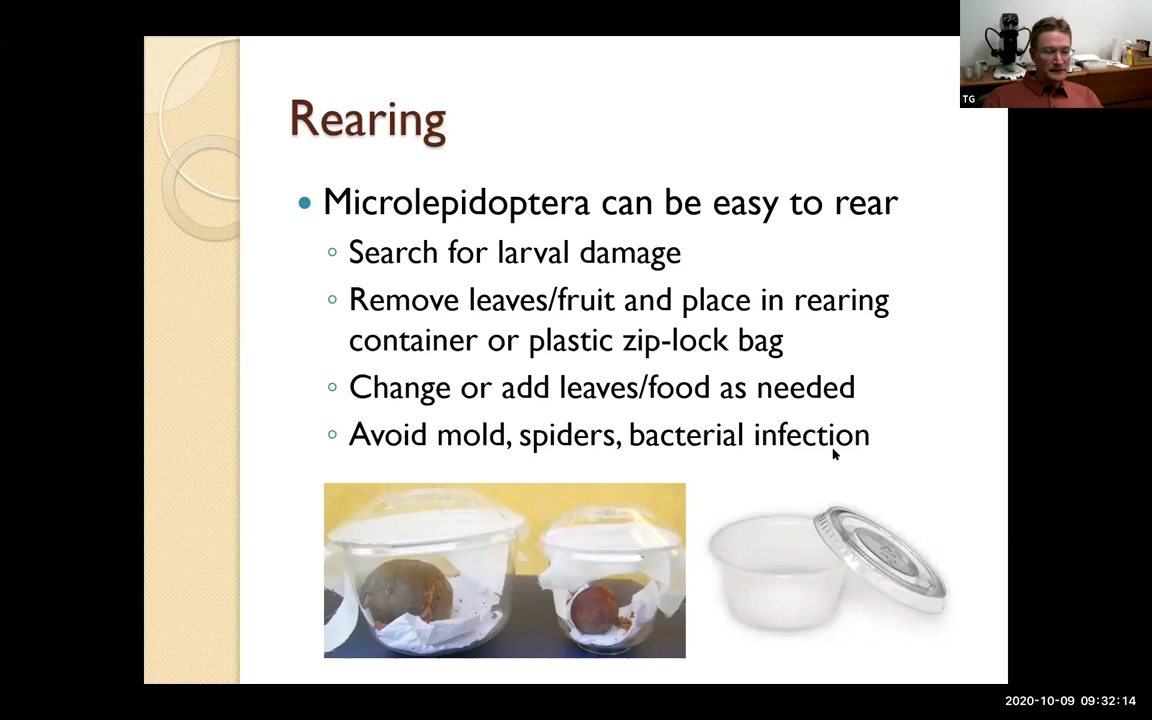 TG
Rearing
• Microlepidoptera can be easy to rear
◦ Search for larval damage
◦ Remove leaves/fruit and place in rearing
container or plastic zip-lock bag
◦ Change or add leaves/food as needed
◦ Avoid mold, spiders, bacterial infection
2020-10-09 09:32:14